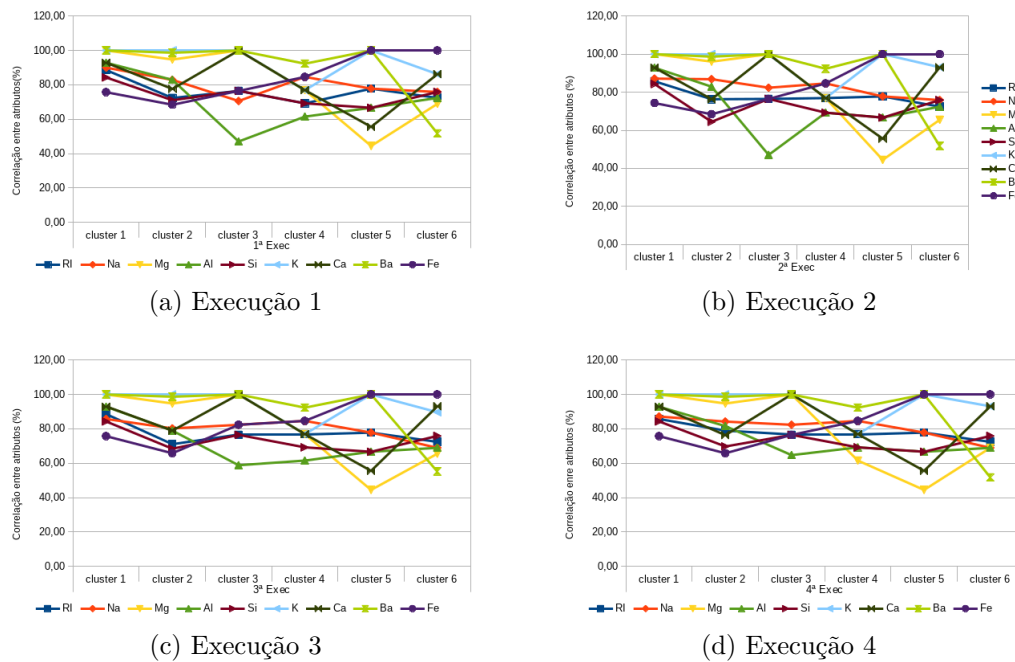 120,00
100,00
80,00
60,00
40,00
20,00
0,00
Correlação entre atributos(%)
cluster 1 cluster 2 cluster 3 cluster 4 cluster 5 cluster 6
1ª Exec
RI Na Mg Al Si K Ca Ba Fe
(a) Execução 1
120,00
100,00
80,00
60,00
40,00
20,00
0,00
Correlação entre atributos (%)
cluster 1 cluster 2 cluster 3 cluster 4 cluster 5 cluster 6
2ª Exec
R
N
M
A
S
K
C
B
F
(b) Execução 2
120,00
100,00
80,00
60,00
40,00
20,00
0,00
Correlação entre atributos (%)
cluster 1 cluster 2 cluster 3 cluster 4 cluster 5 cluster 6
3ª Exec
RI Na Mg Al Si K Ca Ba Fe
(c) Execução 3
120,00
100,00
80,00
60,00
40,00
20,00
0,00
Correlação enre atributos (%)
cluster 1 cluster 2 cluster 3 cluster 4 cluster 5 cluster 6
4ª Exec
RI Na Mg Al Si K Ca Ba Fe
(d) Execução 4